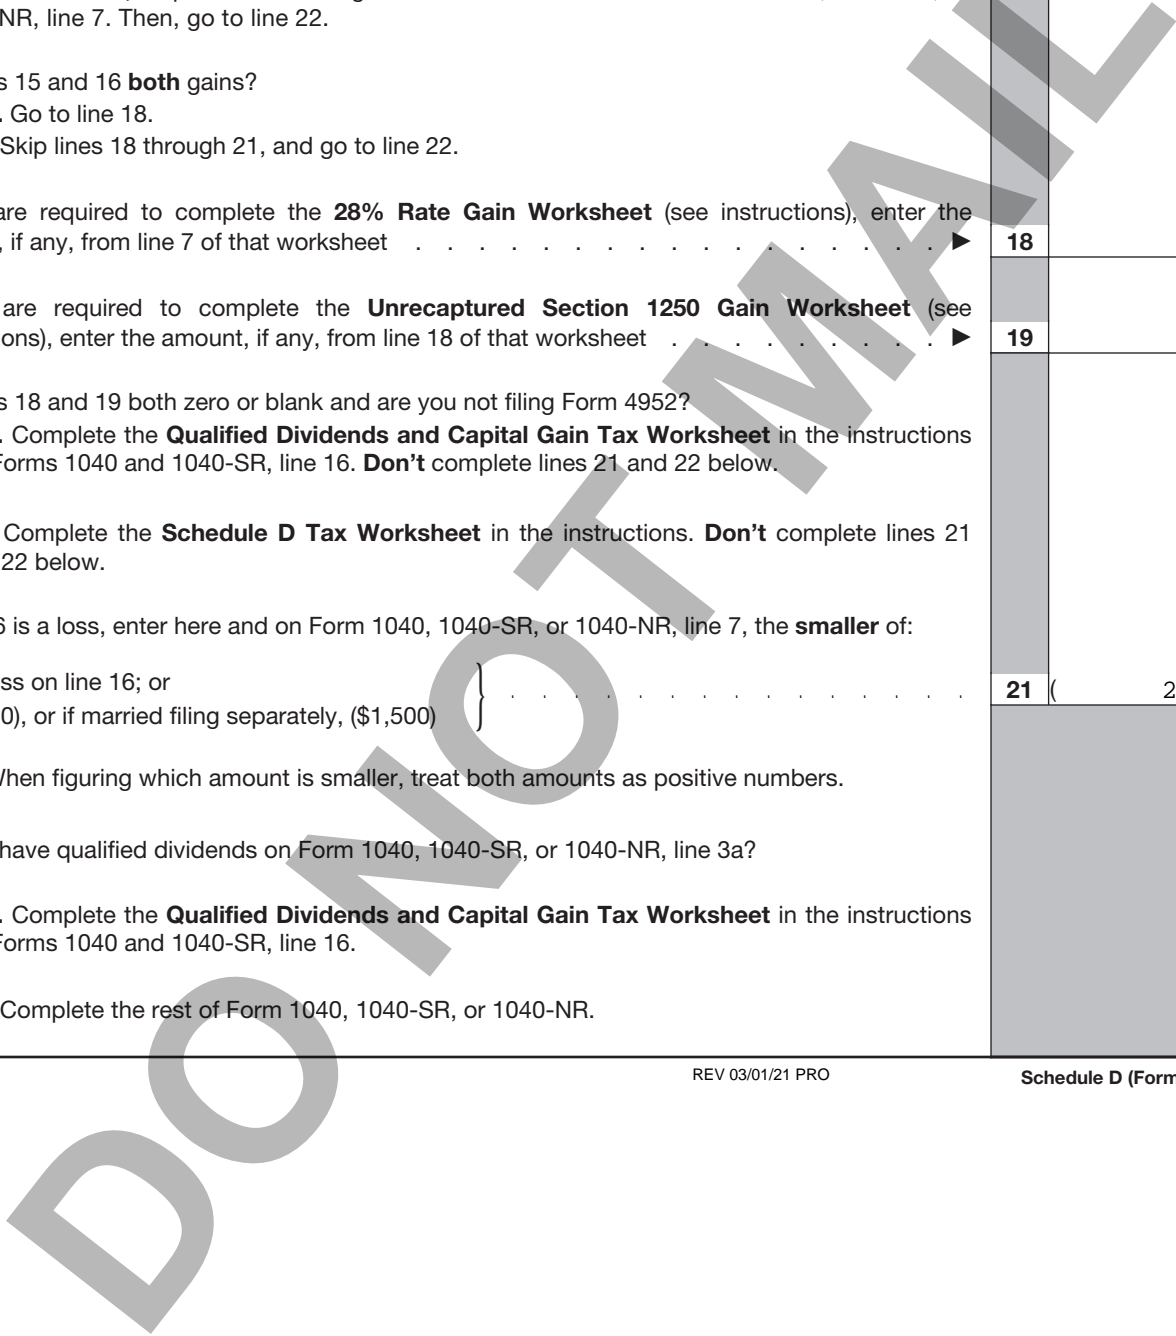 NR, line 7. Then, go to line 22.
s 15 and 16 both gains?
. Go to line 18.
Skip lines 18 through 21, and go to line 22.
are required to complete the 28% Rate Gain Worksheet (see instructions), enter the
, if any, from line 7 of that worksheet . . . . . . . . . . . . . . . . . ▶ 18
are required to complete the Unrecaptured Section 1250 Gain Worksheet (see
ons), enter the amount, if any, from line 18 of that worksheet . . . . . . . . . ▶ 19
s 18 and 19 both zero or blank and are you not filing Form 4952?
. Complete the Qualified Dividends and Capital Gain Tax Worksheet in the instructions
Forms 1040 and 1040-SR, line 16. Don't complete lines 21 and 22 below.
Complete the Schedule D Tax Worksheet in the instructions. Don't complete lines 21
22 below.
6 is a loss, enter here and on Form 1040, 1040-SR, or 1040-NR, line 7, the smaller of:
ss on line 16; or
. . . . . . . . . . . . . . . 21 ( 2
0), or if married filing separately, ($1,500)
When figuring which amount is smaller, treat both amounts as positive numbers.
have qualified dividends on Form 1040, 1040-SR, or 1040-NR, line 3a?
. Complete the Qualified Dividends and Capital Gain Tax Worksheet in the instructions
Forms 1040 and 1040-SR, line 16.
Complete the rest of Form 1040, 1040-SR, or 1040-NR.
REV 03/01/21 PRO Schedule D (Form
DO NOT MAIL